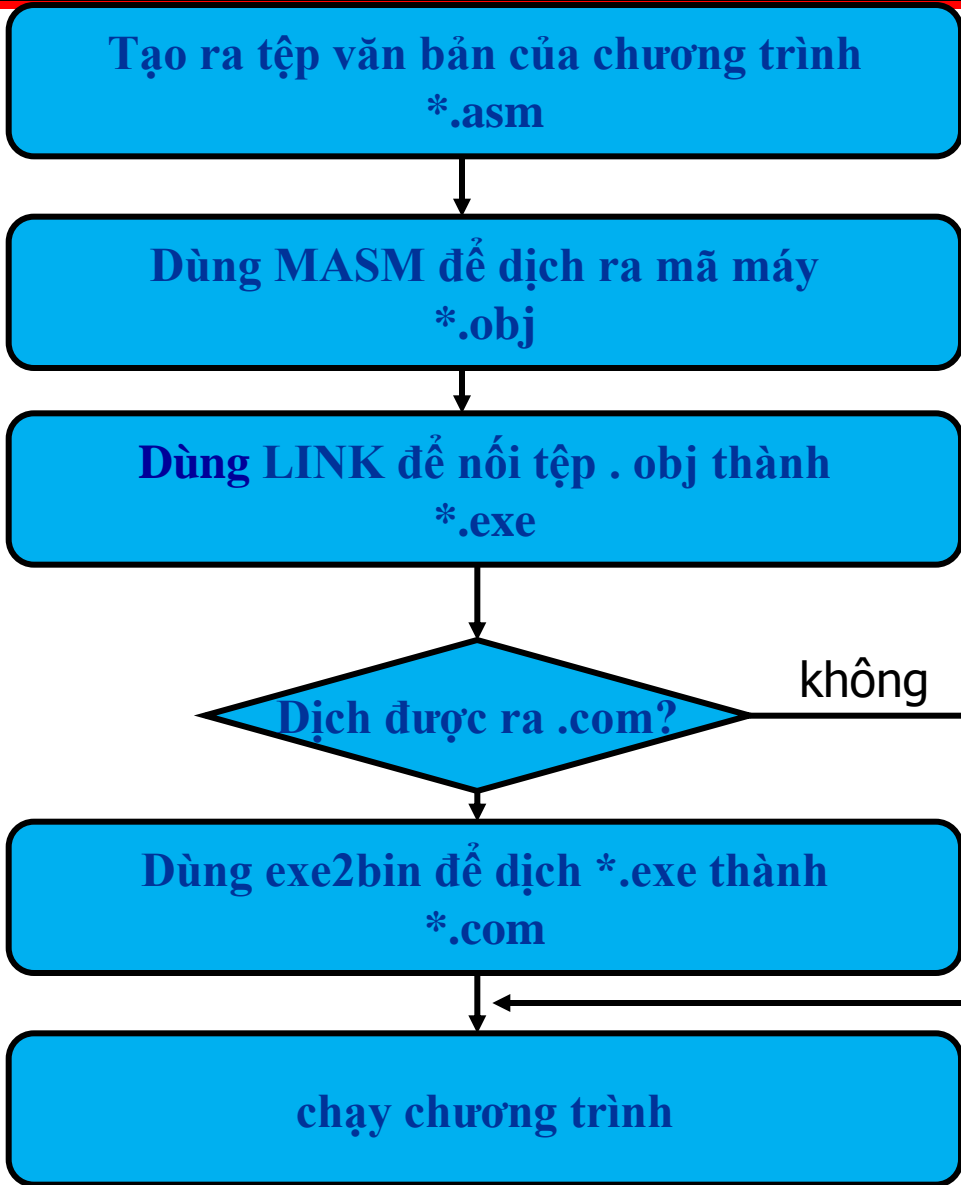 Tạo ra tệp văn bản của chương trình
*.asm
Dùng MASM để dịch ra mã máy
*.obj
Dùng LINK để nối tệp . obj thành
*.exe
Dịch được ra .com?
không
Dùng exe2bin để dịch *.exe thành
*.com
chạy chương trình